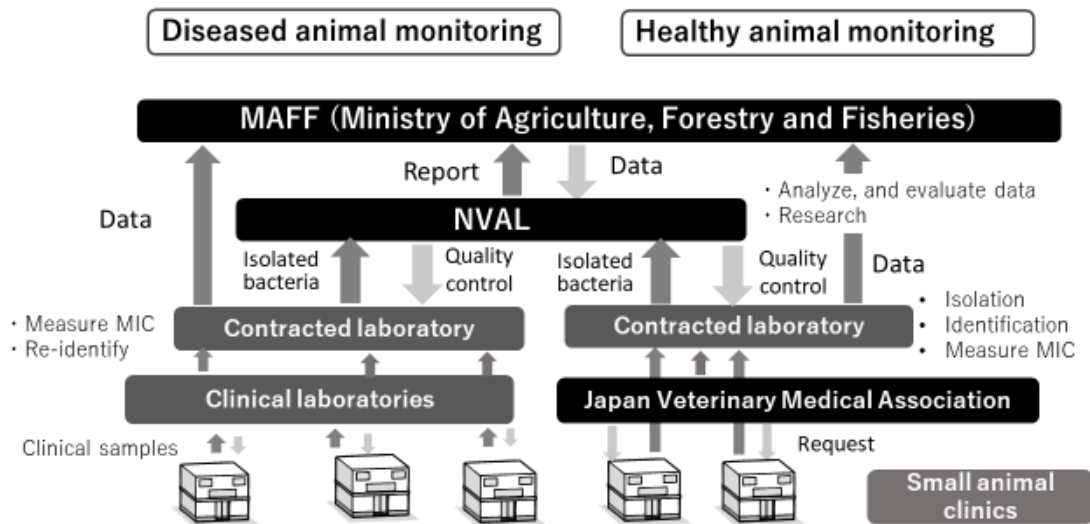 Diseased animal monitoring
Healthy animal monitoring
MAFF (Ministry of Agriculture, Forestry and Fisheries)
Report
Data
・Analyze, and evaluate data
・Research
Data
NVAL
Isolated
bacteria
Quality
control
Isolated
bacteria
Quality
control
Data
・Measure MIC
・Re-identify
Contracted laboratory
Contracted laboratory
• Isolation
• Identification
• Measure MIC
Clinical laboratories
Japan Veterinary Medical Association
Clinical samples
Request
Small animal
clinics